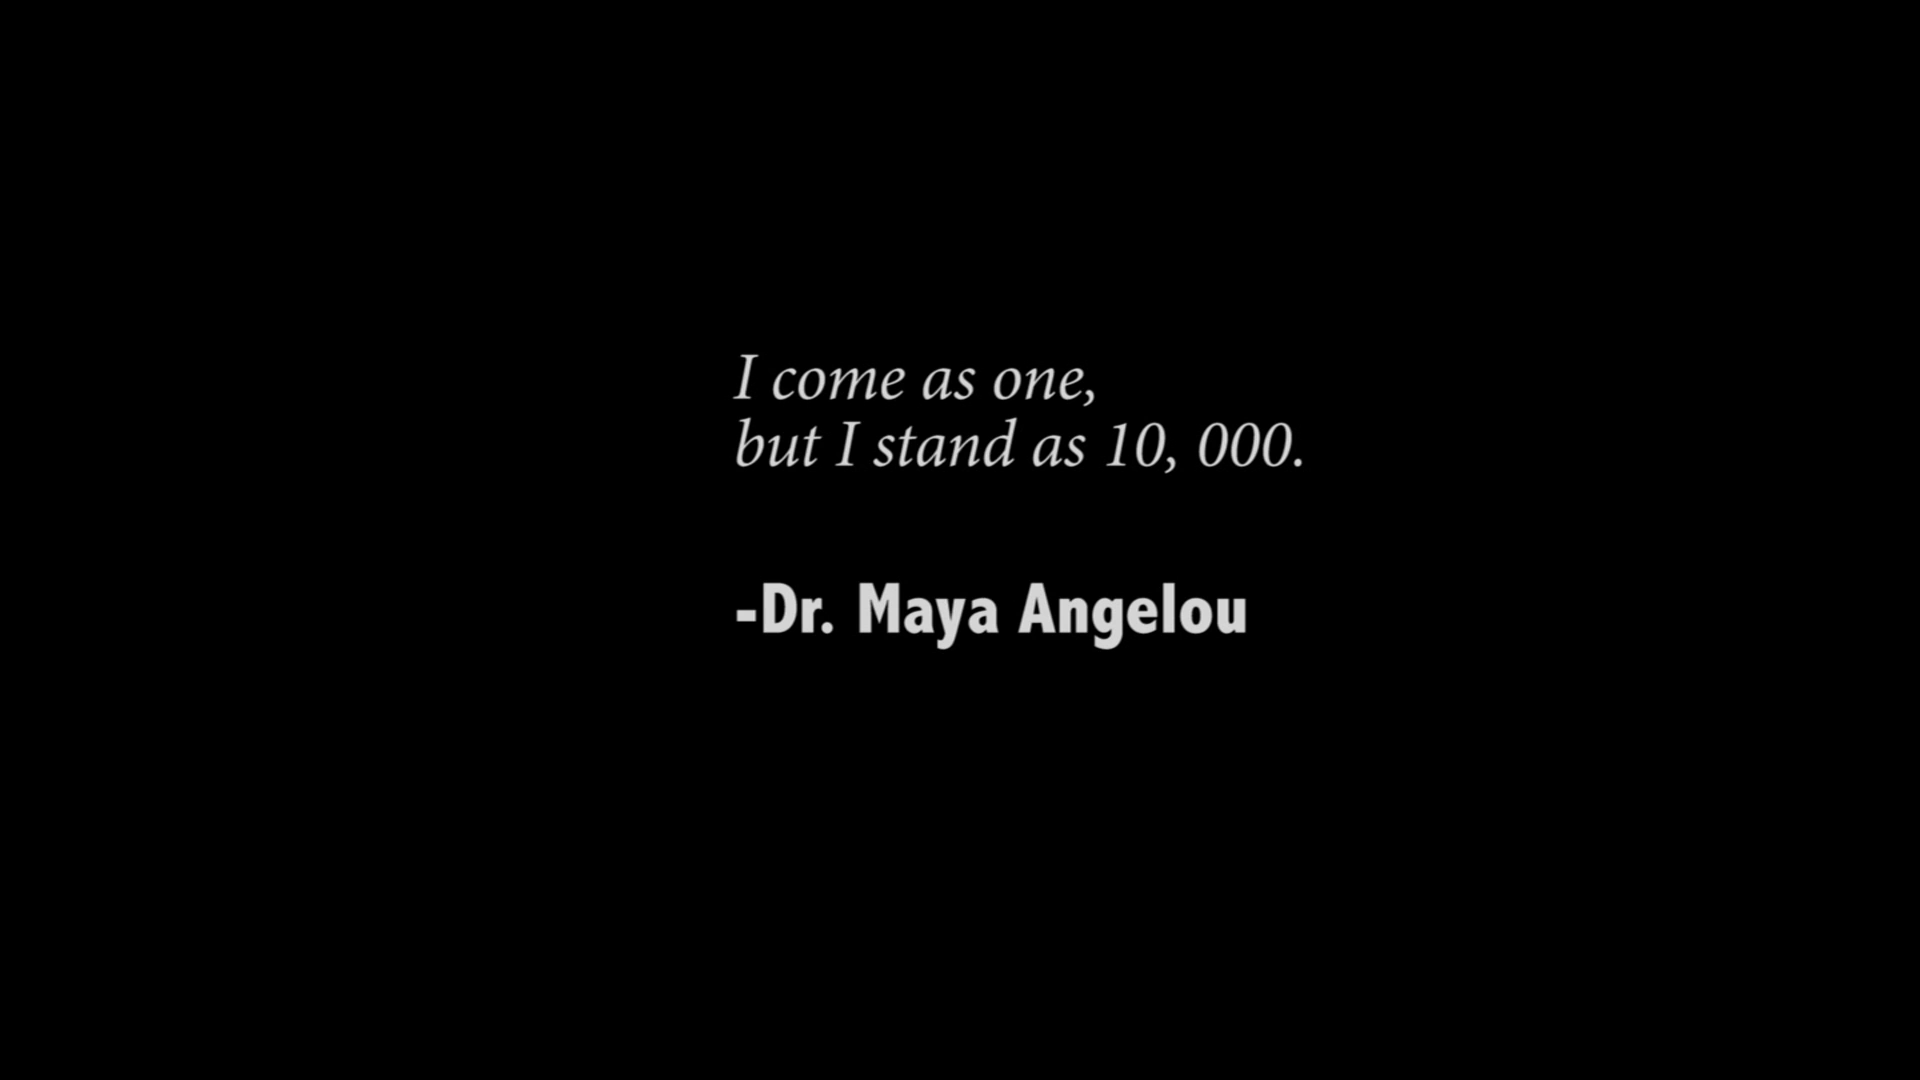 I come as one,
but I stand as 10, 000.
-Dr. Maya Angelou